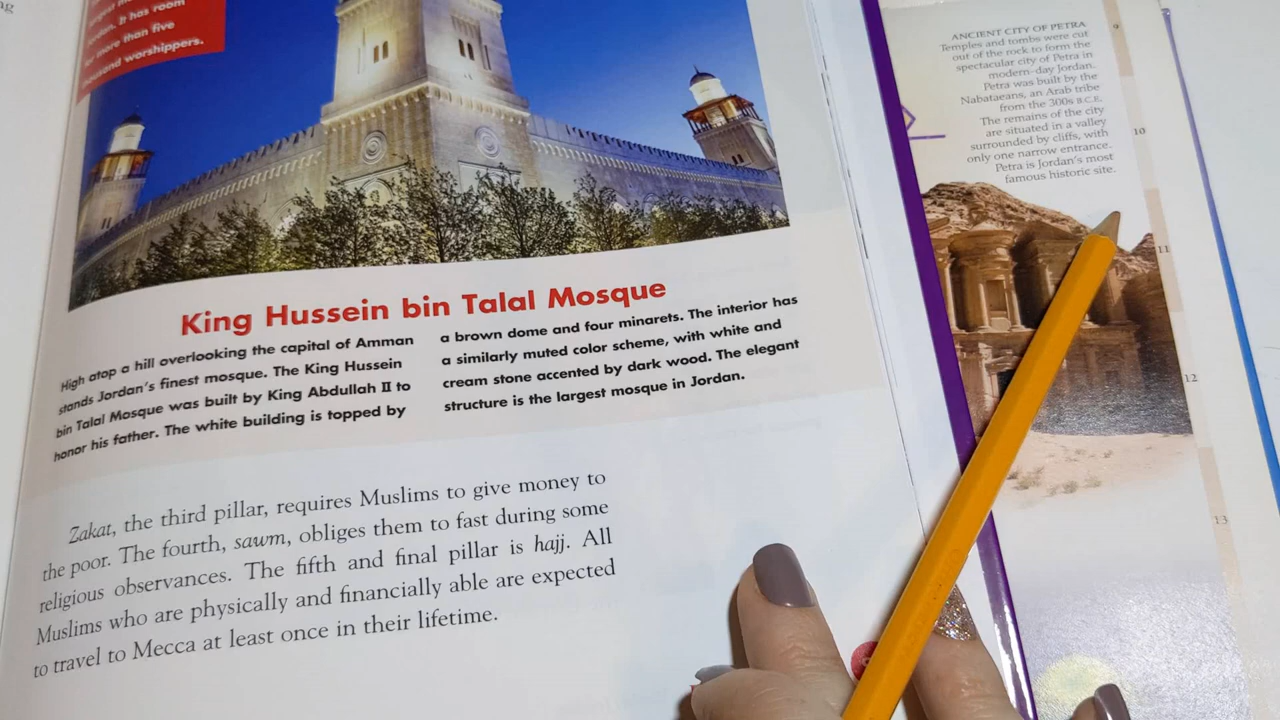 Jordan. It has room
for more than five
thousand worshippers.
King Hussein bin Talal Mosque
High atop a hill overlooking the capital of Amman
stands Jordan's finest mosque. The King Hussein
bin Talal Mosque was built by King Abdullah II to
honor his father. The white building is topped by
a brown dome and four minarets. The interior has
a similarly muted color scheme, with white and
cream stone accented by dark wood. The elegant
structure is the largest mosque in Jordan.
Zakat, the third pillar, requires Muslims to give money to
the poor. The fourth, sawm, obliges them to fast during some
religious observances. The fifth and final pillar is hajj. All
Muslims who are physically and financially able are expected
to travel to Mecca at least once in their lifetime.
ANCIENT CITY OF PETRA
Temples and tombs were cut
out of the rock to form the
spectacular city of Petra in
modern-day Jordan.
Petra was built by the
Nabataeans, an Arab tribe
from the 300s B.C.E.
The remains of the city
are situated in a valley
surrounded by cliffs, with
only one narrow entrance.
Petra is Jordan's most
famous historic site.
9
10
11
12
13